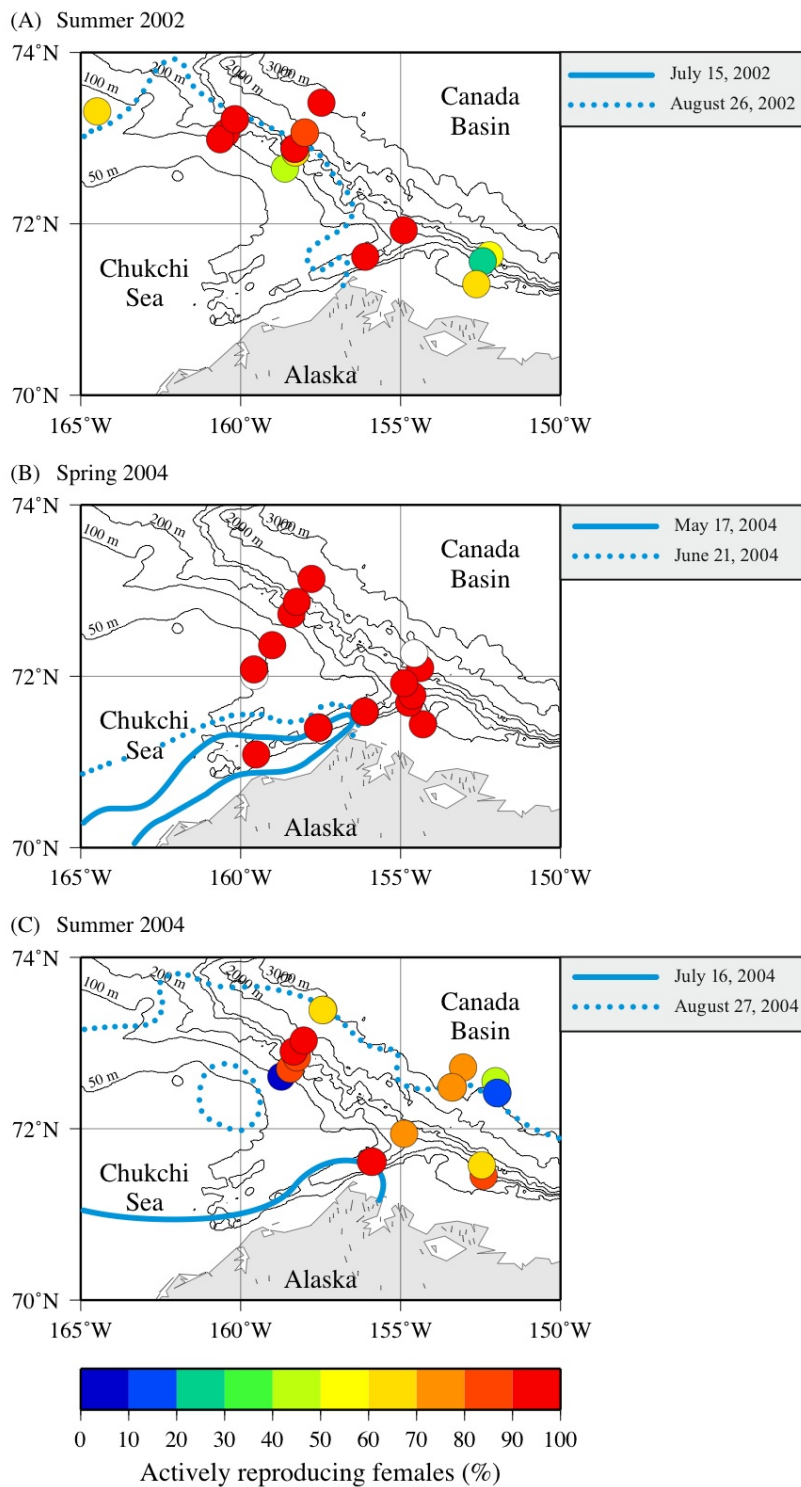 (A) Summer 2002
74˚N
72˚N
70˚N
165˚W 160˚W 155˚W 150˚W
100 m
200 m
2000 m
3000 m
50 m
Canada
Basin
Chukchi
Sea
Alaska
July 15, 2002
August 26, 2002
(B) Spring 2004
74˚N
72˚N
70˚N
165˚W 160˚W 155˚W 150˚W
100 m
200 m
2000 m
3000 m
50 m
Canada
Basin
Chukchi
Sea
Alaska
May 17, 2004
June 21, 2004
(C) Summer 2004
74˚N
72˚N
70˚N
165˚W 160˚W 155˚W 150˚W
100 m
200 m
2000 m
3000 m
50 m
Canada
Basin
Chukchi
Sea
Alaska
July 16, 2004
August 27, 2004
0 10 20 30 40 50 60 70 80 90 100
Actively reproducing females (%)